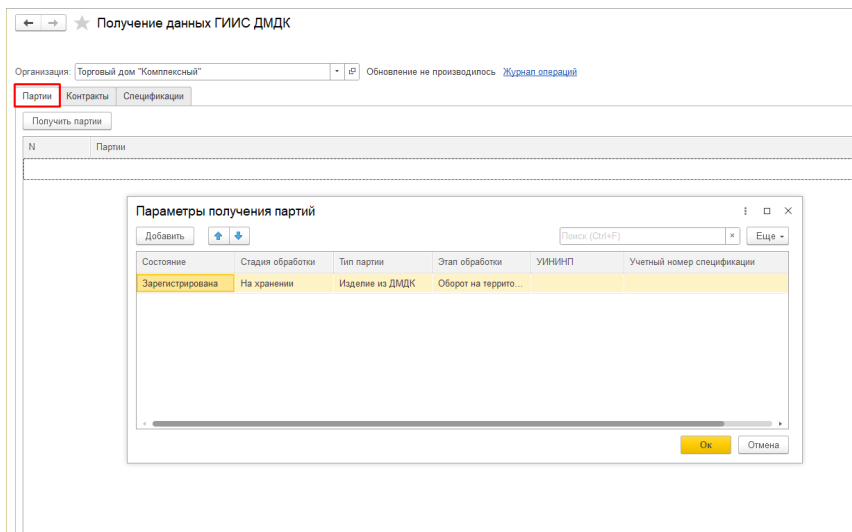 Получение данных ГИИС ДМДК
Организация: Торговый дом "Комплексный" Обновление не производилось Журнал операций
Партии Контракты Спецификации
Получить партии
N Партии
Параметры получения партий
Добавить Поиск (Ctrl+F) × Еще
Состояние Стадия обработки Тип партии Этап обработки УИНИНП Учетный номер спецификации
Зарегистрирована На хранении Изделие из ДМДК Оборот на террито...
Ок Отмена